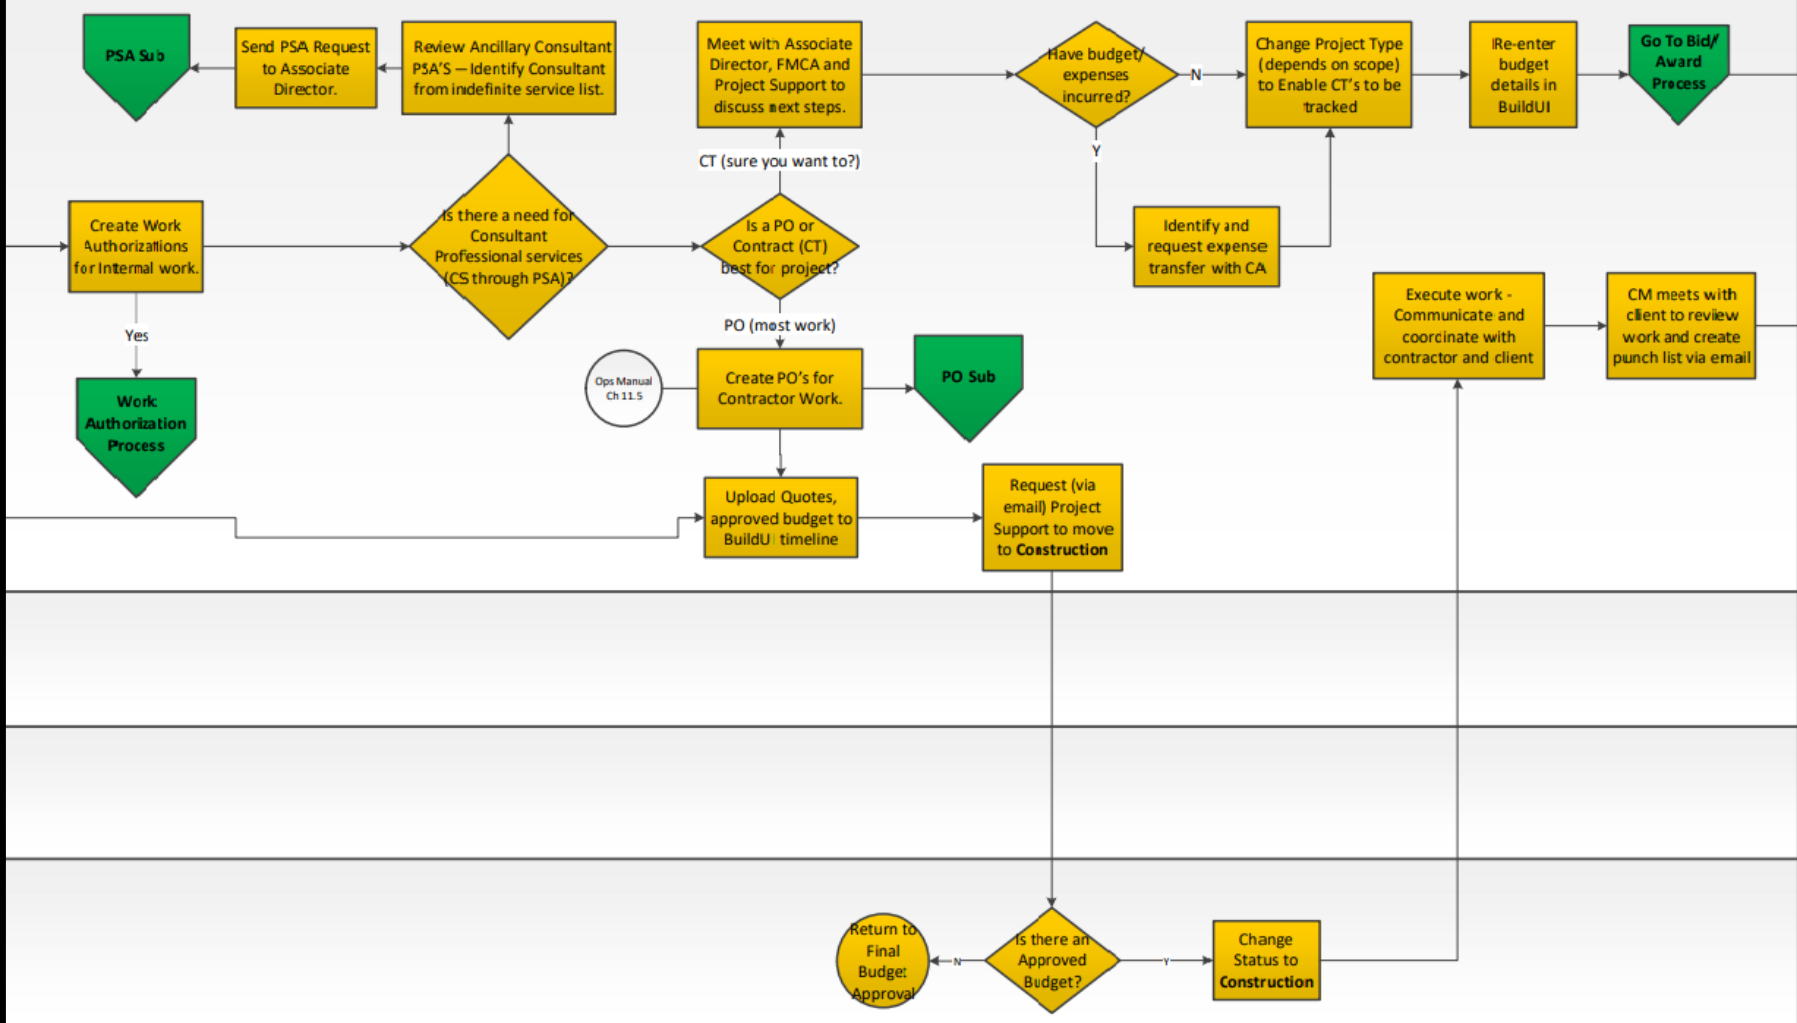 PSA Sub
Send PSA Request
to Associate
Director.
Review Ancillary Consultant
PSA'S – Identify Consultant
from indefinite service list.
Meet with Associate
Director, FMCA and
Project Support to
discuss next steps.
Have budget/
expenses
incurred?
N
Change Project Type
(depends on scope)
to Enable CT's to be
tracked
Re-enter
budget
details in
BuildUI
Go To Bid/
Award
Process
Y
CT (sure you want to?)
Create Work
Authorizations
for Internal work.
Is there a need for
Consultant
Professional services
(CS through PSA)?
Is a PO or
Contract (CT)
best for project?
Identify and
request expense
transfer with CA
Yes
PO (most work)
Execute work -
Communicate and
coordinate with
contractor and client
CM meets with
client to review
work and create
punch list via email
Work
Authorization
Process
Ops Manual
Ch 11.5
Create PO's for
Contractor Work.
PO Sub
Upload Quotes,
approved budget to
BuildUI timeline
Request (via
email) Project
Support to move
to Construction
Return to
Final
Budget
Approval
N
Is there an
Approved
Budget?
Y
Change
Status to
Construction